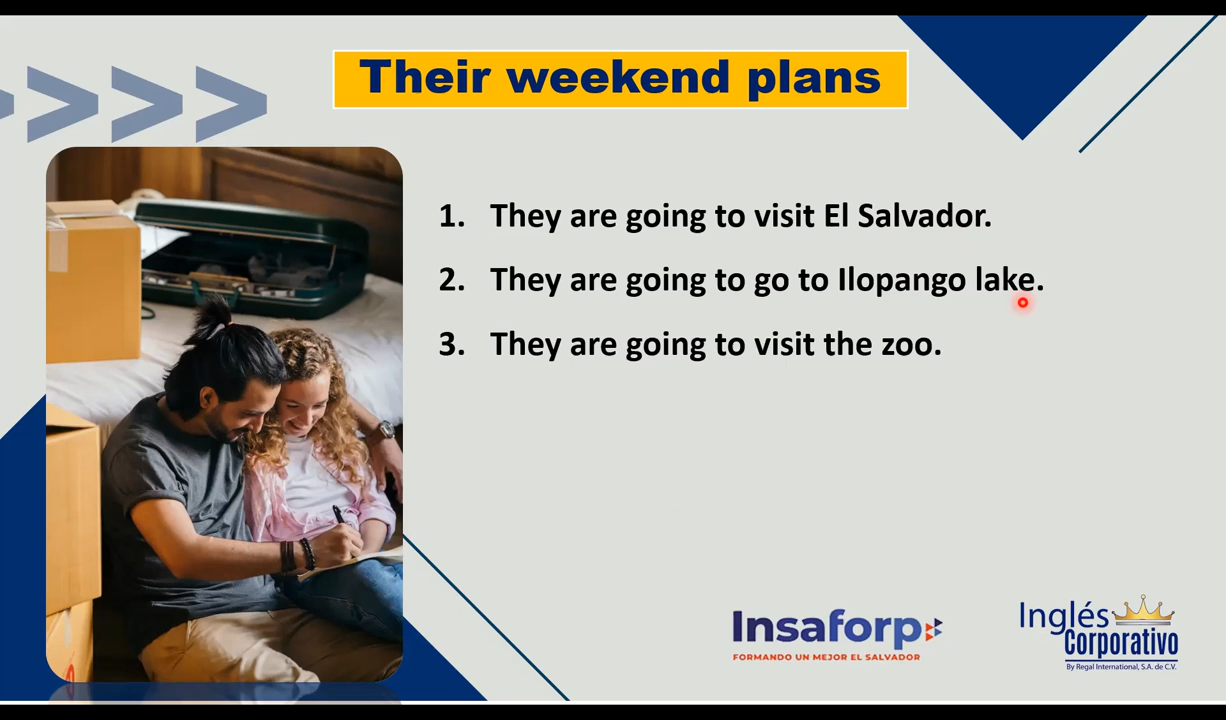 Their weekend plans
1. They are going to visit El Salvador.
2. They are going to go to Ilopango lake.
3. They are going to visit the zoo.
Insaforp
FORMANDO UN MEJOR EL SALVADOR
Inglés
Corporativo
By Regal International, S.A. de C.V.